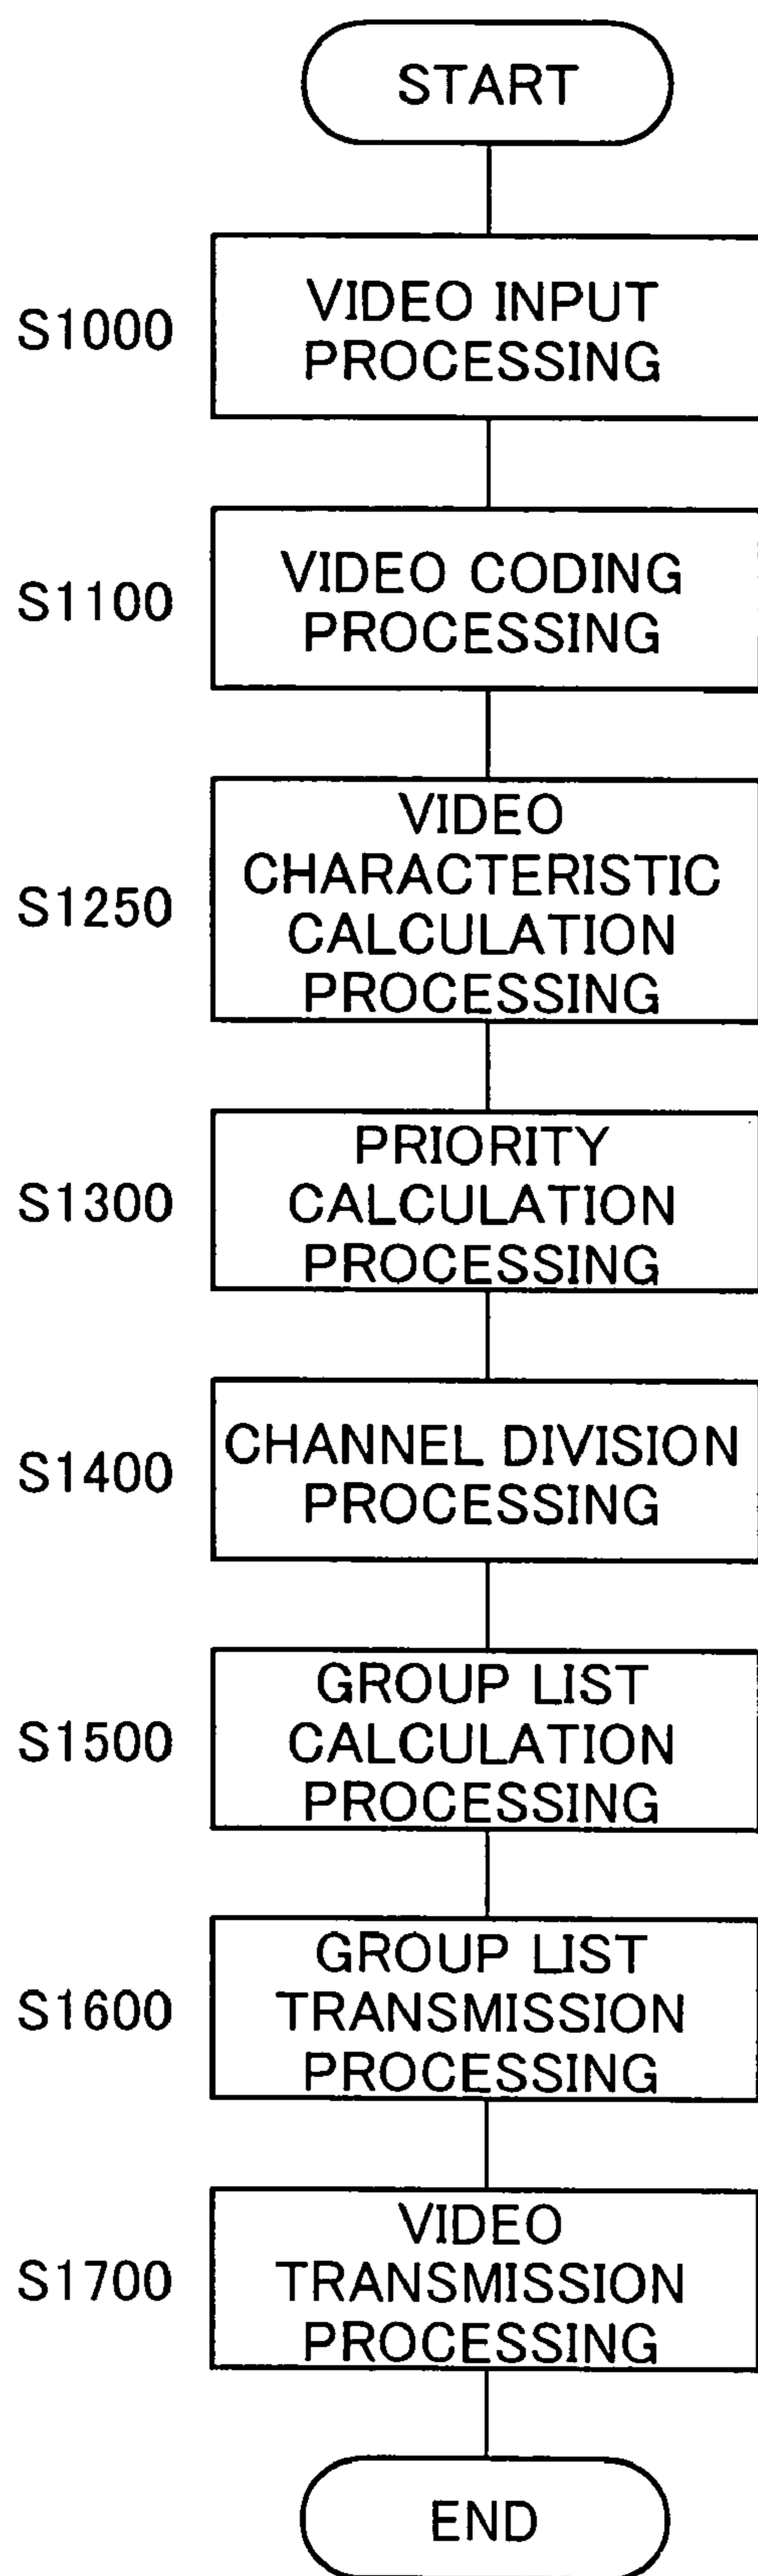 START
S1000
VIDEO INPUT
PROCESSING
S1100
VIDEO CODING
PROCESSING
S1250
VIDEO
CHARACTERISTIC
CALCULATION
PROCESSING
S1300
PRIORITY
CALCULATION
PROCESSING
S1400
CHANNEL DIVISION
PROCESSING
S1500
GROUP LIST
CALCULATION
PROCESSING
S1600
GROUP LIST
TRANSMISSION
PROCESSING
S1700
VIDEO
TRANSMISSION
PROCESSING
END